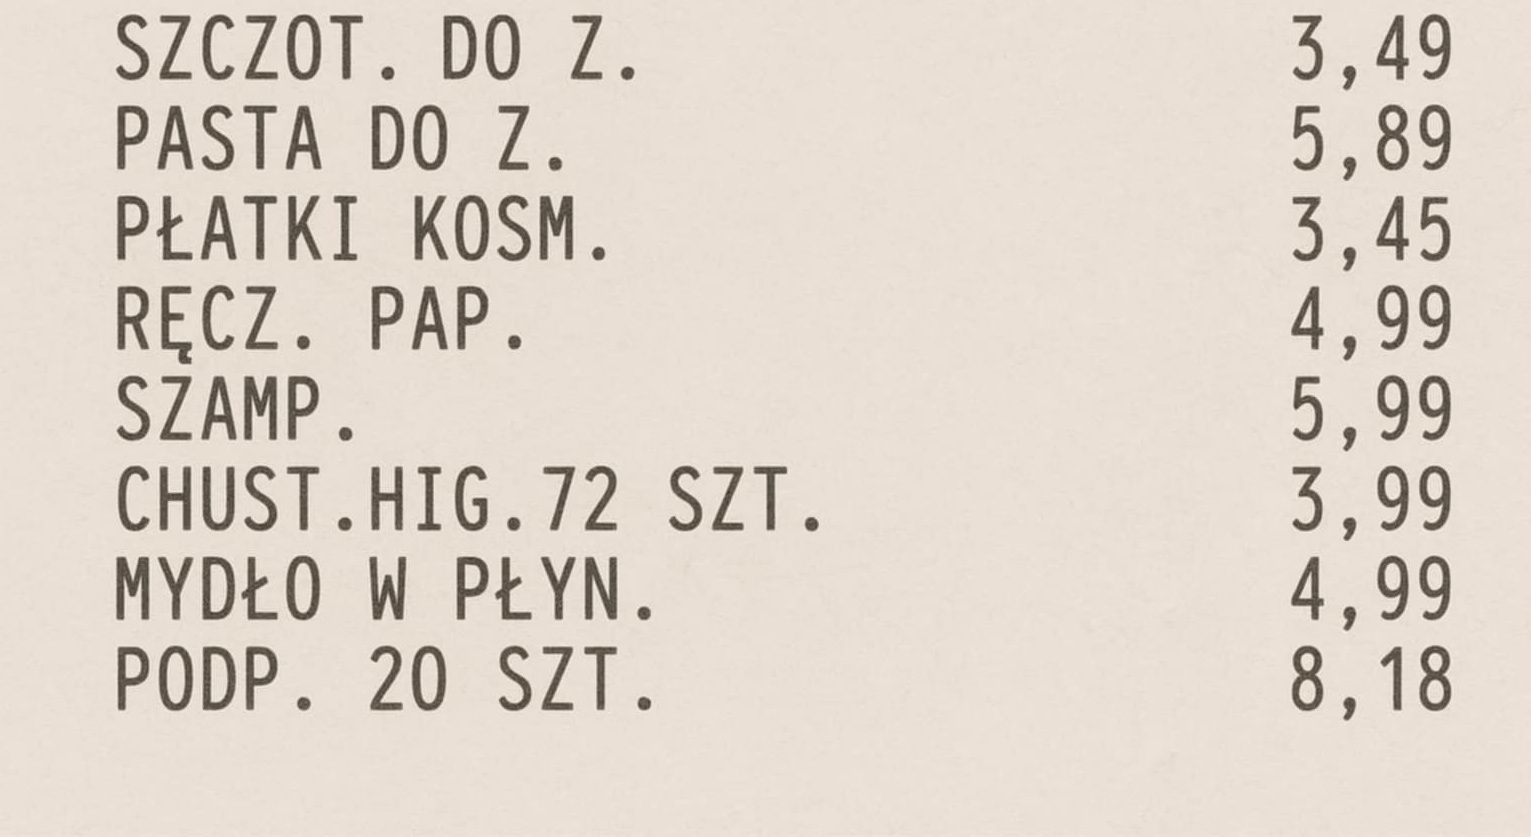 SZCZOT. DO Z. 3,49
PASTA DO Z. 5,89
PŁATKI KOSM. 3,45
RĘCZ. PAP. 4,99
SZAMP. 5,99
CHUST.HIG.72 SZT. 3,99
MYDŁO W PŁYN. 4,99
PODP. 20 SZT. 8,18